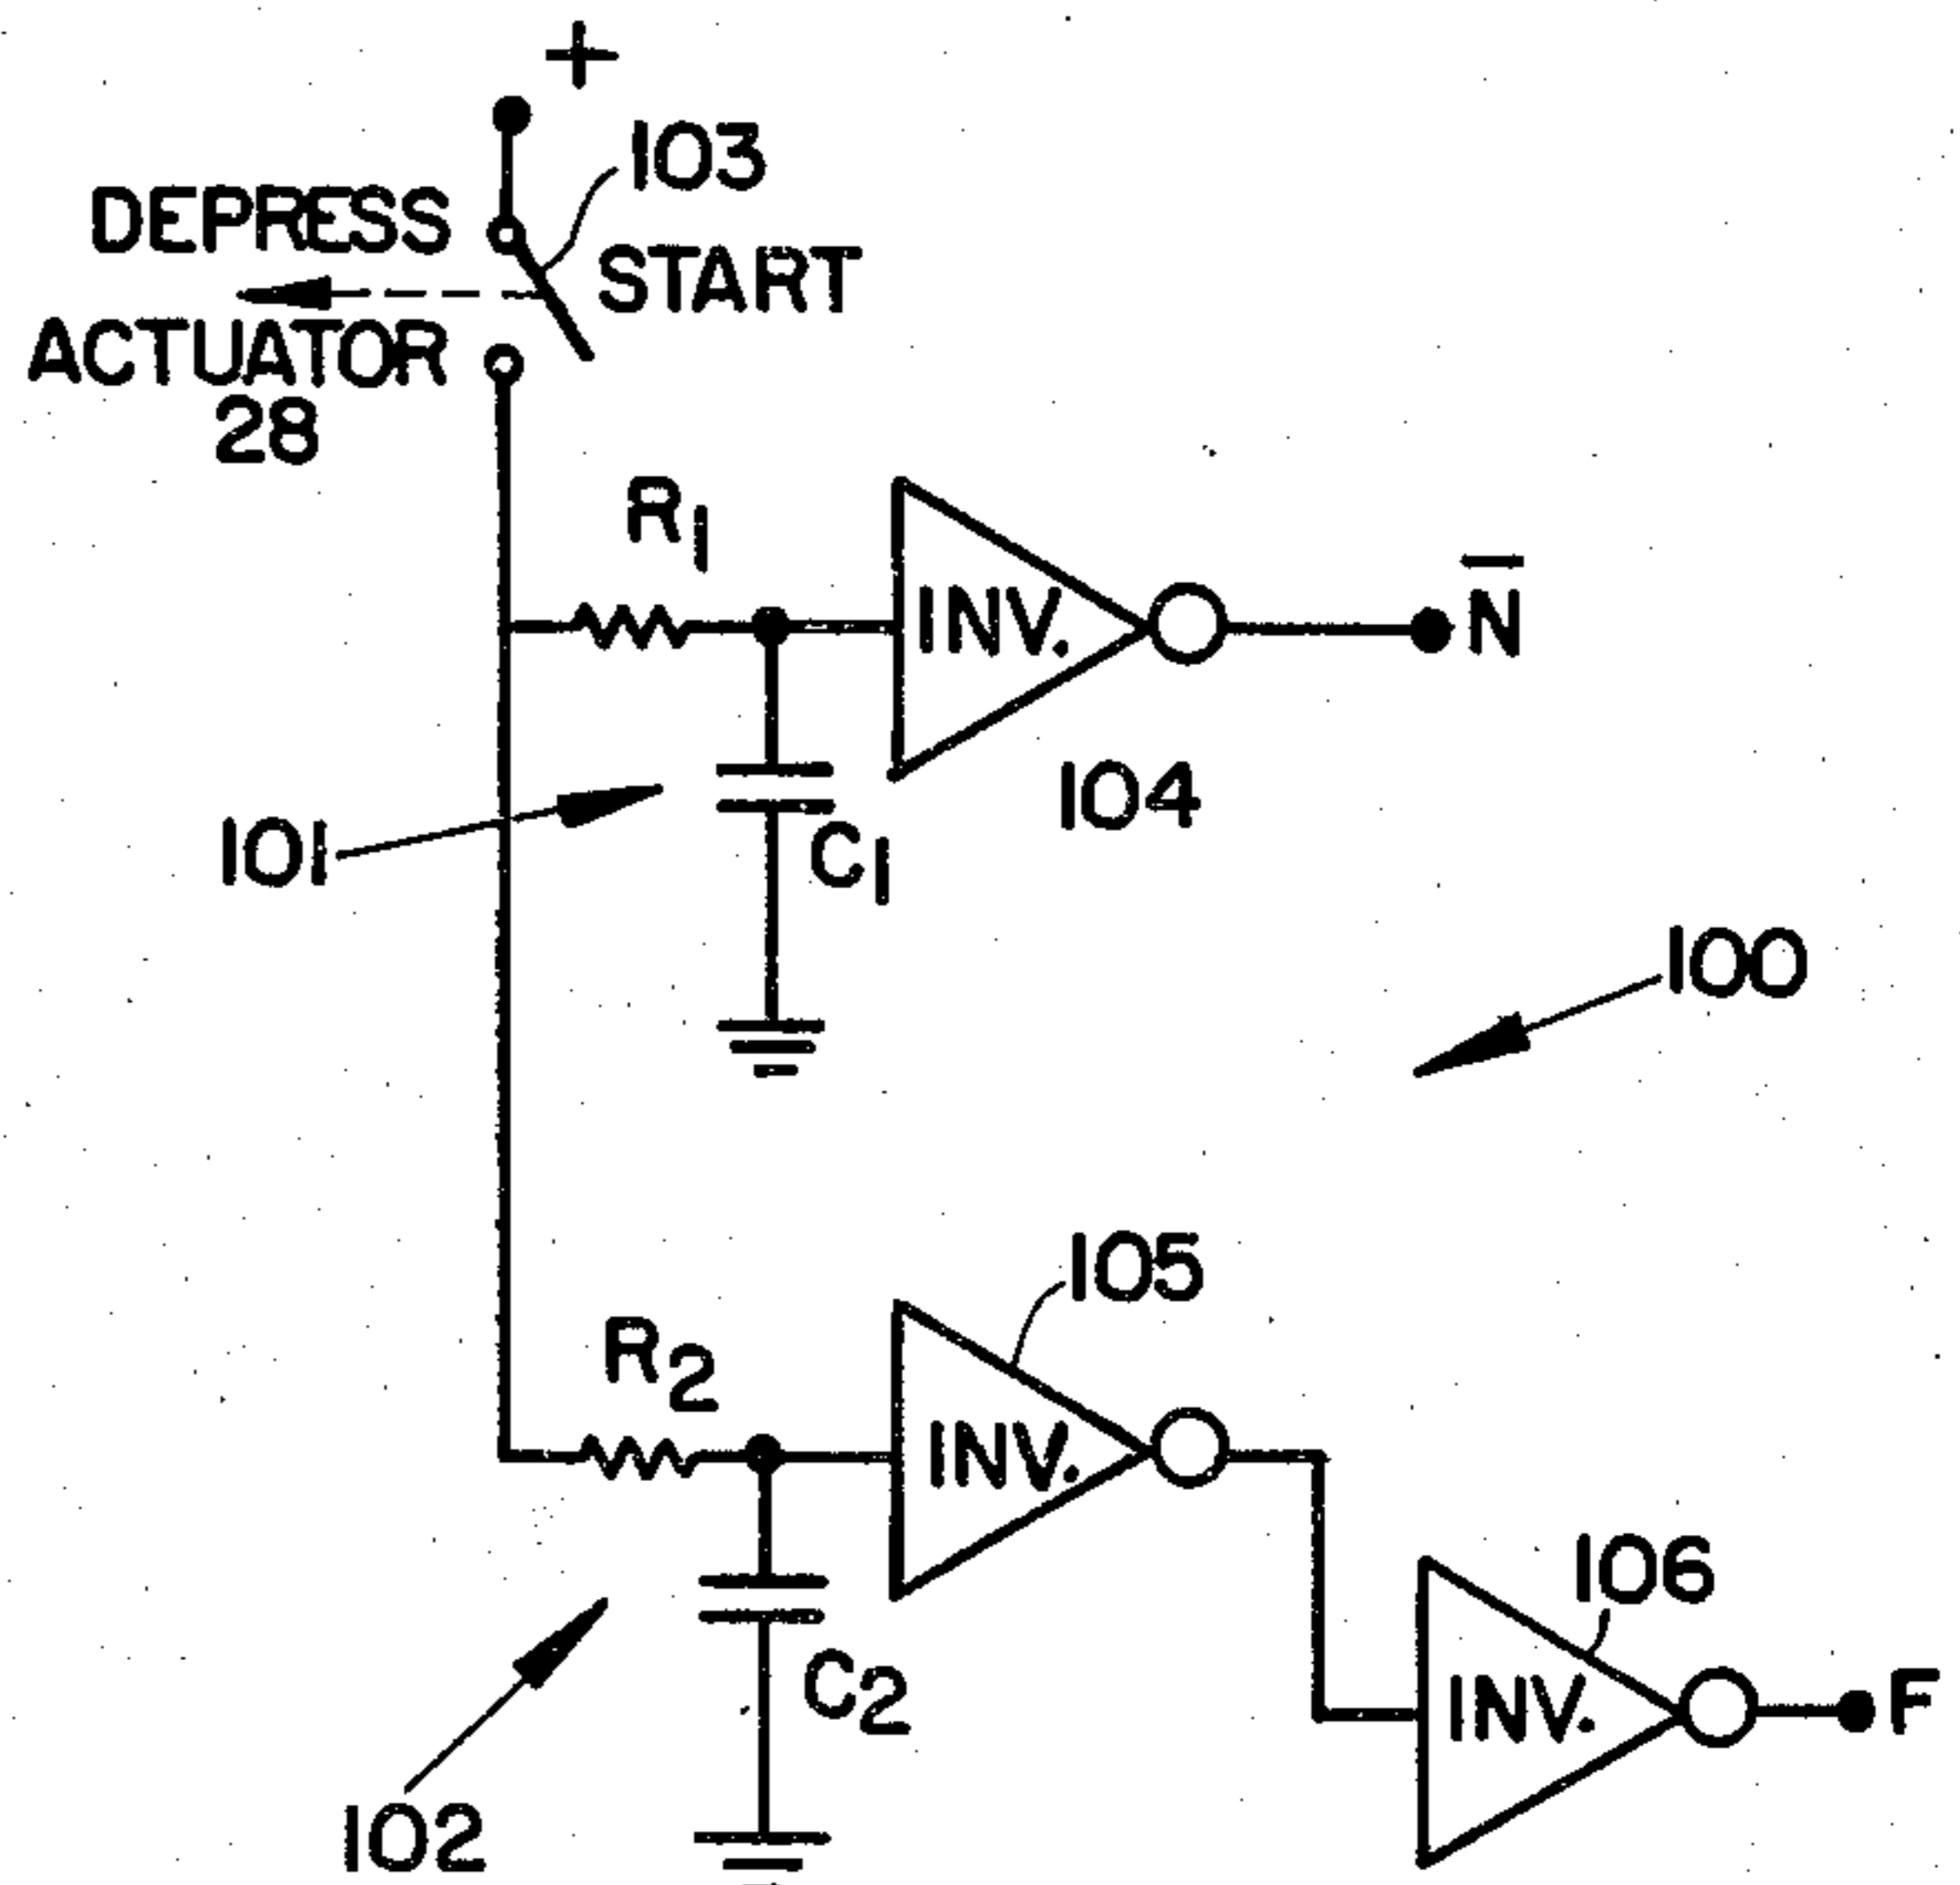 +
103
DEPRESS
START
ACTUATOR
28
R1
INV.
N̅
104
101
C1
100
105
R2
INV.
106
C2
INV.
F
102